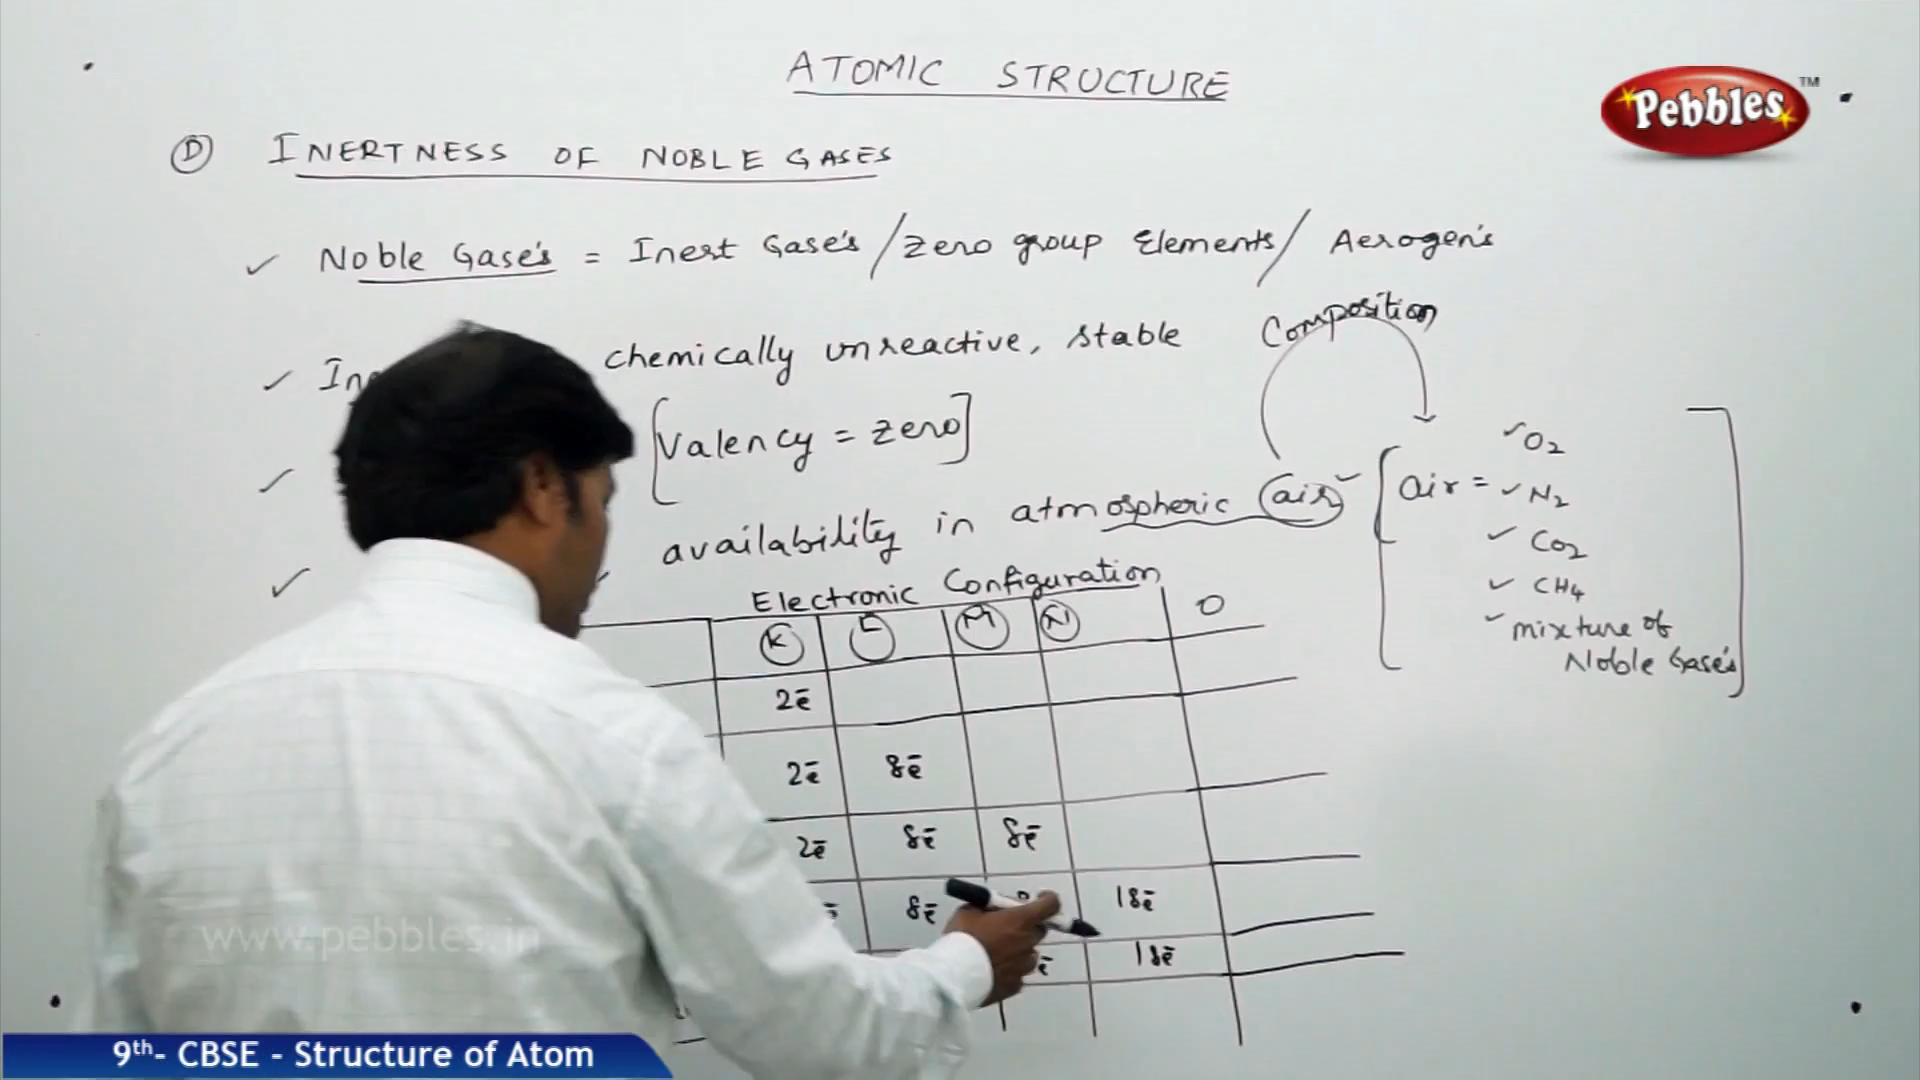 ATOMIC STRUCTURE
Pebbles™
D INERTNESS OF NOBLE GASES
✓ Noble Gase's = Inert Gase's / Zero group Elements / Aerogen's
Composition
✓ chemically unreactive, stable
✓ [Valency = Zero]
✓ O2
availability in atmospheric air ✓ [air = ✓ N2
✓ CO2
✓ CH4
✓ mixture of
Noble Gase's]
✓ Electronic Configuration
K L M N O
2ē
2ē 8ē
2ē 8ē 8ē
8ē 18ē
ē 18ē
www.pebbles.in
9th- CBSE - Structure of Atom